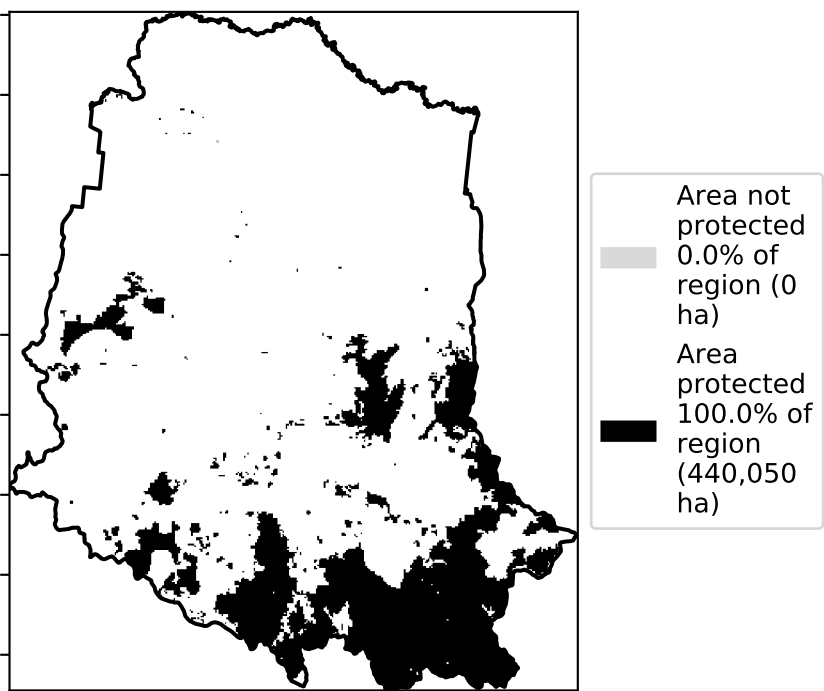 Area not
protected
0.0% of
region (0
ha)
Area
protected
100.0% of
region
(440,050
ha)